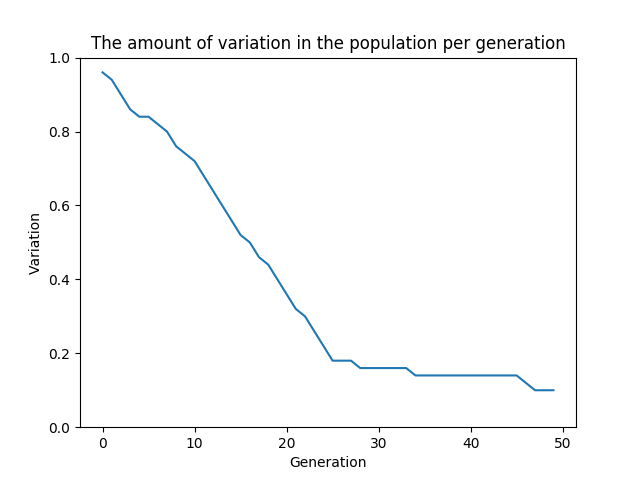 The amount of variation in the population per generation
1.0
0.8
0.6
0.4
0.2
0.0
Variation
0 10 20 30 40 50
Generation